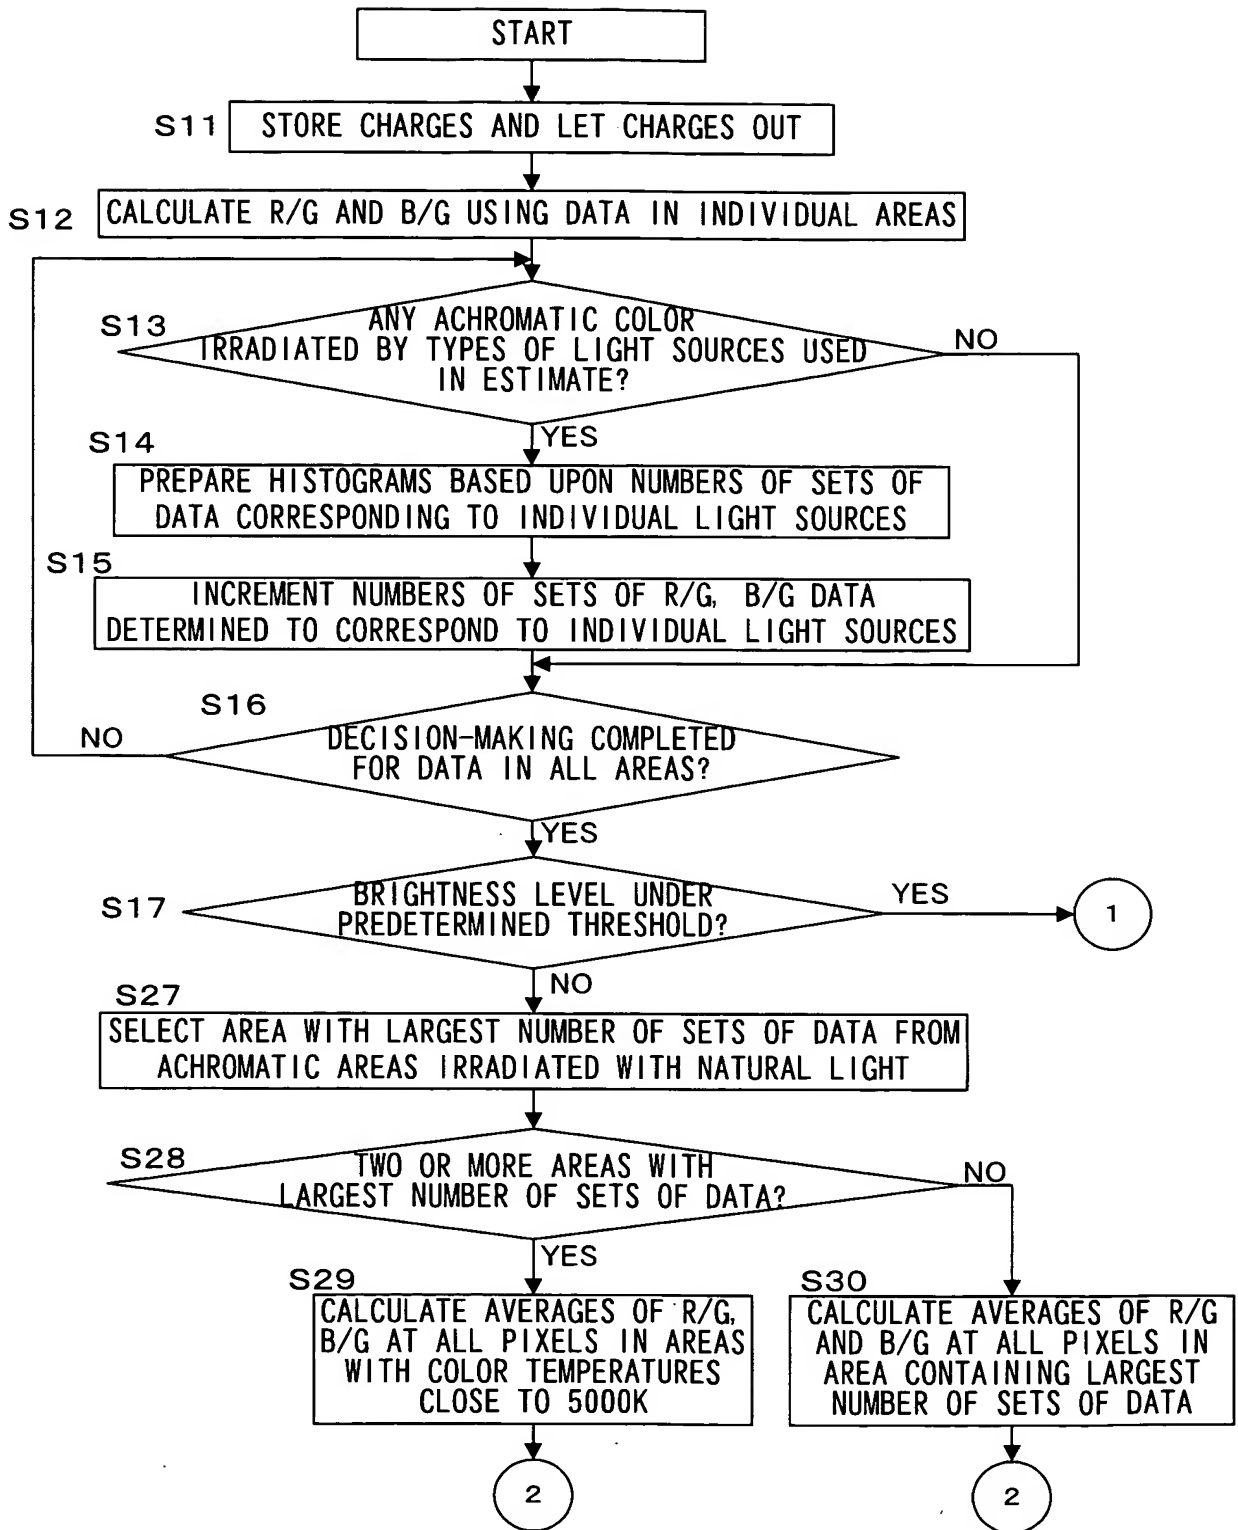 START
S11
STORE CHARGES AND LET CHARGES OUT
S12
CALCULATE R/G AND B/G USING DATA IN INDIVIDUAL AREAS
S13
ANY ACHROMATIC COLOR
IRRADIATED BY TYPES OF LIGHT SOURCES USED
IN ESTIMATE?
NO
YES
S14
PREPARE HISTOGRAMS BASED UPON NUMBERS OF SETS OF
DATA CORRESPONDING TO INDIVIDUAL LIGHT SOURCES
S15
INCREMENT NUMBERS OF SETS OF R/G, B/G DATA
DETERMINED TO CORRESPOND TO INDIVIDUAL LIGHT SOURCES
S16
NO
DECISION-MAKING COMPLETED
FOR DATA IN ALL AREAS?
YES
S17
BRIGHTNESS LEVEL UNDER
PREDETERMINED THRESHOLD?
YES
1
NO
S27
SELECT AREA WITH LARGEST NUMBER OF SETS OF DATA FROM
ACHROMATIC AREAS IRRADIATED WITH NATURAL LIGHT
S28
TWO OR MORE AREAS WITH
LARGEST NUMBER OF SETS OF DATA?
NO
YES
S29
CALCULATE AVERAGES OF R/G,
B/G AT ALL PIXELS IN AREAS
WITH COLOR TEMPERATURES
CLOSE TO 5000K
S30
CALCULATE AVERAGES OF R/G
AND B/G AT ALL PIXELS IN
AREA CONTAINING LARGEST
NUMBER OF SETS OF DATA
2
2